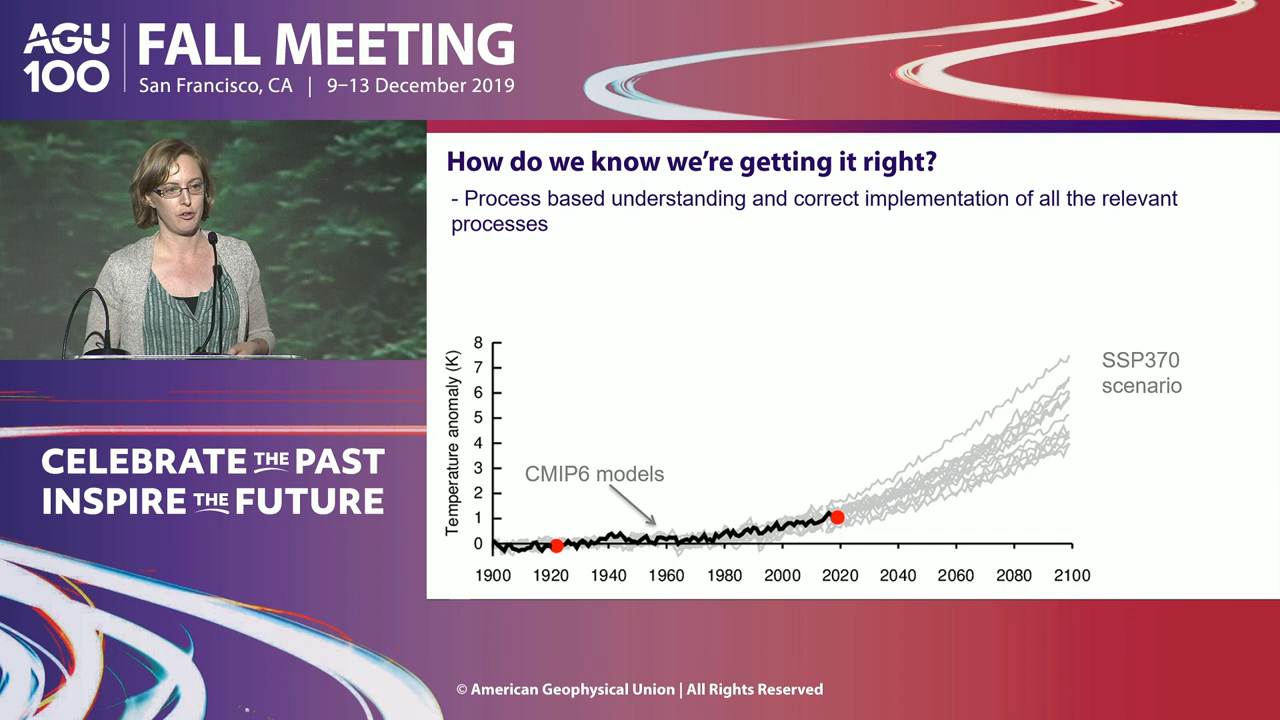 AGU
100
FALL MEETING
San Francisco, CA | 9–13 December 2019
How do we know we're getting it right?
- Process based understanding and correct implementation of all the relevant
processes
Temperature anomaly (K)
8
7
6
5
4
3
2
1
0
CMIP6 models
SSP370
scenario
1900 1920 1940 1960 1980 2000 2020 2040 2060 2080 2100
CELEBRATE THE PAST
INSPIRE THE FUTURE
© American Geophysical Union | All Rights Reserved